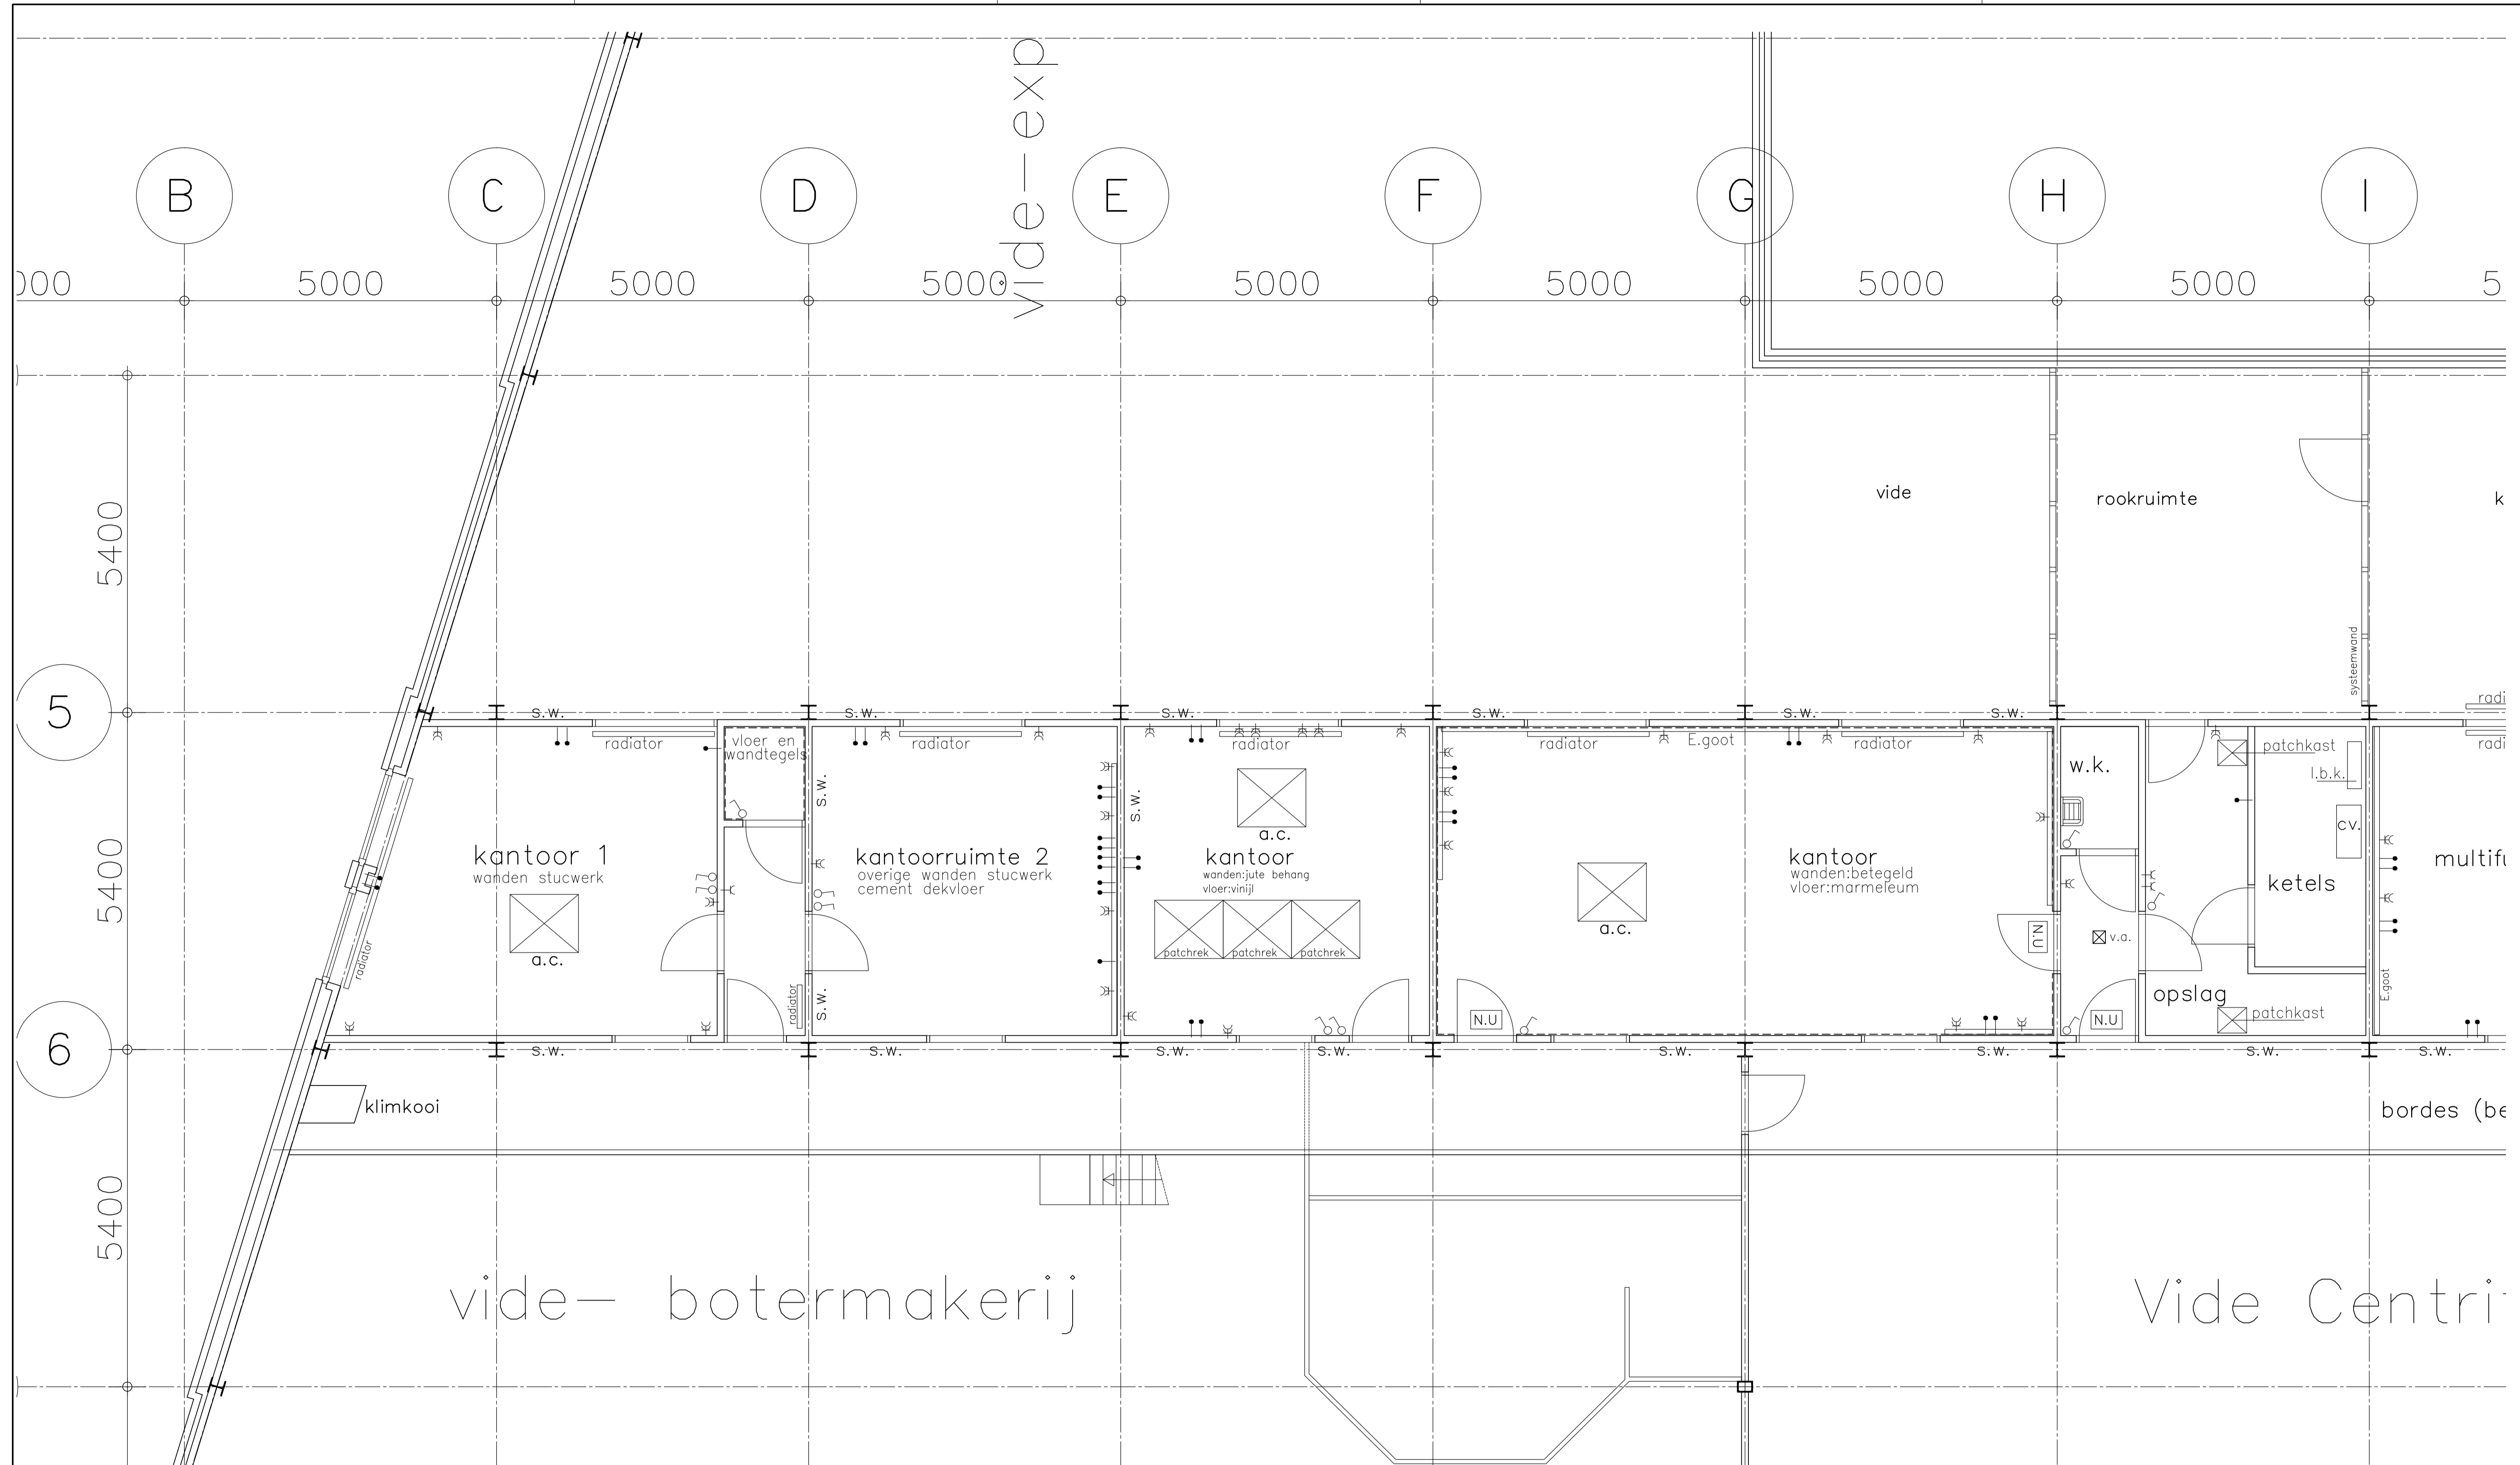 vide-exp
B
C
D
E
F
G
H
I
000
5000
5000
5000
5000
5000
5000
5000
5
5400
vide
rookruimte
k
systeemwand
5
s.w.
s.w.
s.w.
s.w.
s.w.
s.w.
radi
radiator
vloer en
wandtegels
radiator
radiator
radiator
E.goot
radiator
patchkast
radi
w.k.
l.b.k.
s.w.
s.w.
a.c.
cv.
5400
kantoor 1
wanden stucwerk
kantoorruimte 2
overige wanden stucwerk
cement dekvloer
kantoor
wanden:jute behang
vloer:vinijl
kantoor
wanden:betegeld
vloer:marmeleum
ketels
multifu
a.c.
radiator
patchrek
patchrek
patchrek
a.c.
N.U
v.a.
radiator
s.w.
opslag
E.goot
N.U
N.U
patchkast
6
s.w.
s.w.
s.w.
s.w.
s.w.
s.w.
s.w.
s.w.
klimkooi
bordes (be
5400
vide- botermakerij
Vide Centri